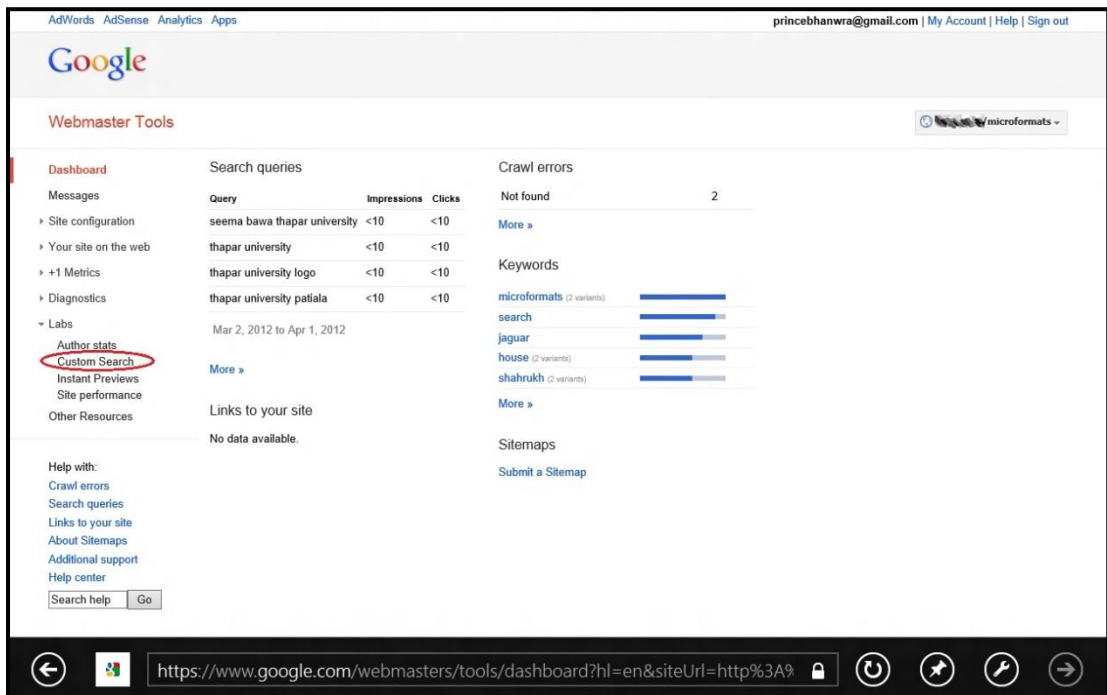 AdWords AdSense Analytics Apps
princebhanwra@gmail.com | My Account | Help | Sign out
Google
Webmaster Tools
/microformats
Dashboard
Messages
Site configuration
Your site on the web
+1 Metrics
Diagnostics
Labs
Author stats
Custom Search
Instant Previews
Site performance
Other Resources
Help with:
Crawl errors
Search queries
Links to your site
About Sitemaps
Additional support
Help center
Search help Go
Search queries
Query Impressions Clicks
seema bawa thapar university <10 <10
thapar university <10 <10
thapar university logo <10 <10
thapar university patiala <10 <10
Mar 2, 2012 to Apr 1, 2012
More »
Links to your site
No data available.
Crawl errors
Not found 2
More »
Keywords
microformats (2 variants)
search
jaguar
house (2 variants)
shahrukh (2 variants)
More »
Sitemaps
Submit a Sitemap
https://www.google.com/webmasters/tools/dashboard?hl=en&siteUrl=http%3A%